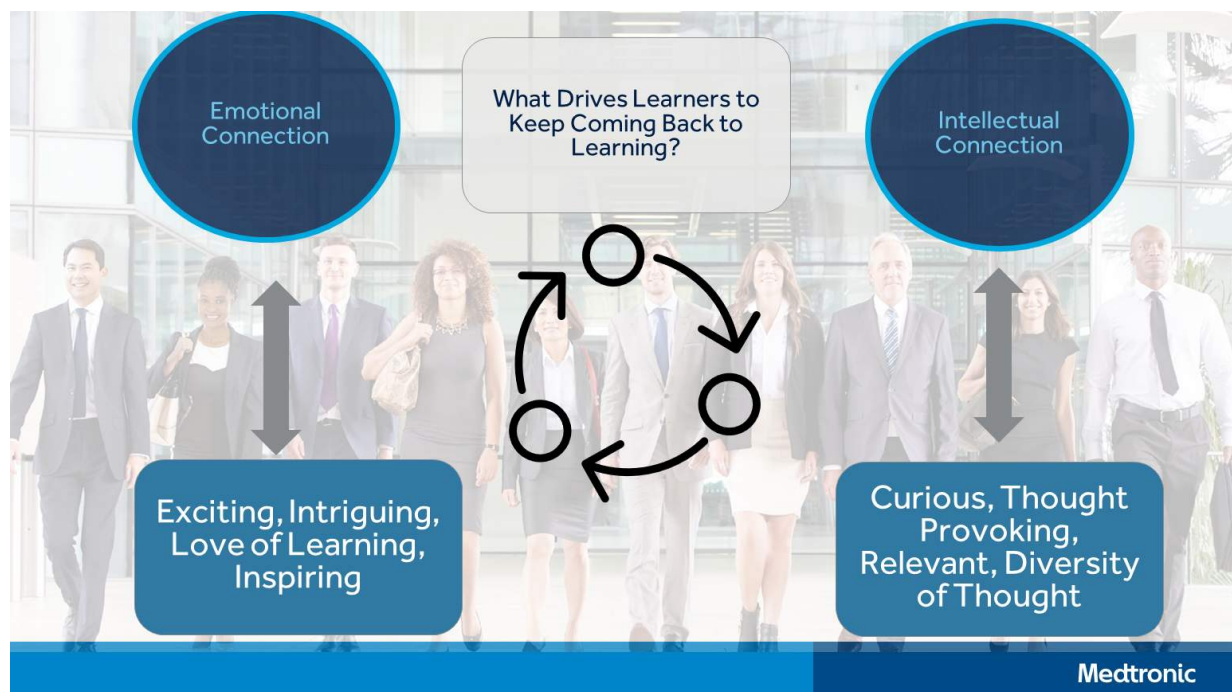 Emotional
Connection
What Drives Learners to
Keep Coming Back to
Learning?
Intellectual
Connection
Exciting, Intriguing,
Love of Learning,
Inspiring
Curious, Thought
Provoking,
Relevant, Diversity
of Thought
Medtronic